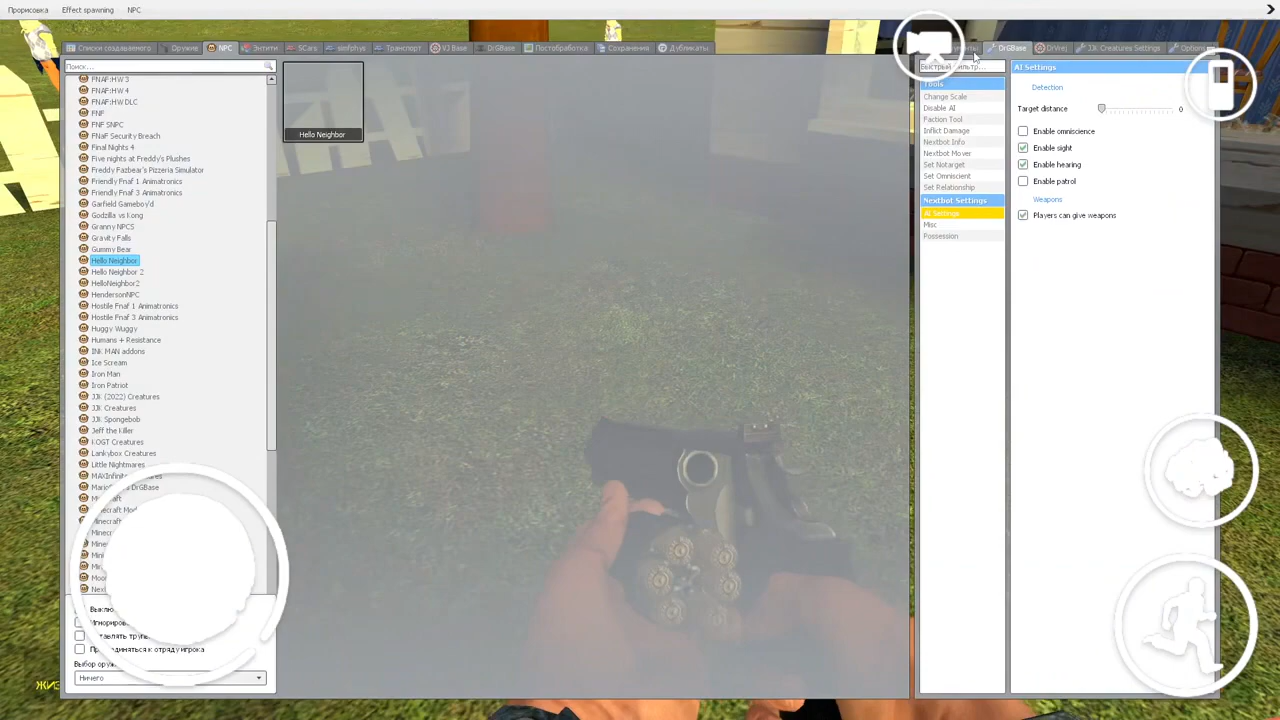 Прорисовка Effect spawning NPC
Списки создаваемого Оружие NPC Энтити SCars simfphys Транспорт VJ Base DrGBase Постобработка Сохранения Дубликаты
DrGBase DrVrej JJK Creatures Settings Options
Поиск...
FNAF:HW 3
FNAF:HW 4
FNAF:HW DLC
FNF
FNF SNPC
FNaF Security Breach
Final Nights 4
Five nights at Freddy's Plushes
Freddy Fazbear's Pizzeria Simulator
Friendly Fnaf 1 Animatronics
Friendly Fnaf 3 Animatronics
Garfield Gameboy'd
Godzilla vs Kong
Granny NPCS
Gravity Falls
Gummy Bear
Hello Neighbor
Hello Neighbor 2
HelloNeighbor2
HendersonNPC
Hostile Fnaf 1 Animatronics
Hostile Fnaf 3 Animatronics
Huggy Wuggy
Humans + Resistance
INK MAN addons
Ice Scream
Iron Man
Iron Patriot
JJK (2022) Creatures
JJK Creatures
JJK Spongebob
Jeff the Killer
KOGT Creatures
Lankybox Creatures
Little Nightmares
Выбор
Ничего
Hello Neighbor
Tools
Change Scale
Disable AI
Faction Tool
Inflict Damage
Nextbot Info
Nextbot Mover
Set Notarget
Set Omniscient
Set Relationship
Nextbot Settings
AI Settings
Misc
Possession
AI Settings
Detection
Target distance 0
Enable omniscience
Enable sight
Enable hearing
Enable patrol
Weapons
Players can give weapons